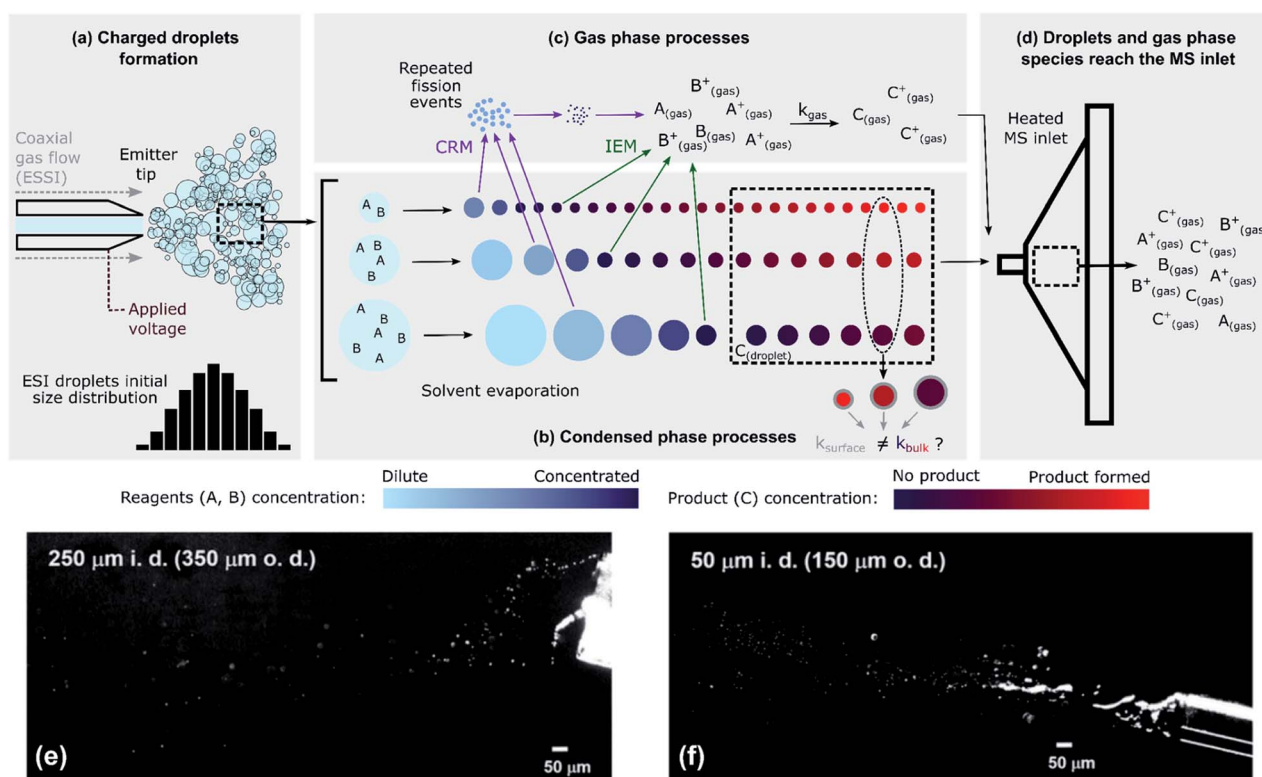 (a) Charged droplets
formation
Coaxial
gas flow
(ESSI)
Emitter
tip
Applied
voltage
ESI droplets initial
size distribution
(c) Gas phase processes
Repeated
fission
events
CRM
IEM
A(gas)
B+(gas)
A+(gas)
B+(gas)
B(gas)
A+(gas)
kgas
C(gas)
C+(gas)
C+(gas)
A
B
A
B
A
B
A
B
A
B
B
A
Solvent evaporation
C(droplet)
(b) Condensed phase processes
ksurface ≠ kbulk ?
(d) Droplets and gas phase
species reach the MS inlet
Heated
MS inlet
C+(gas)
B+(gas)
A+(gas)
C+(gas)
B(gas)
A+(gas)
B+(gas)
C(gas)
C+(gas)
A(gas)
Dilute
Concentrated
Reagents (A, B) concentration:
No product
Product formed
Product (C) concentration:
250 μm i. d. (350 μm o. d.)
50 μm
(e)
50 μm i. d. (150 μm o. d.)
50 μm
(f)